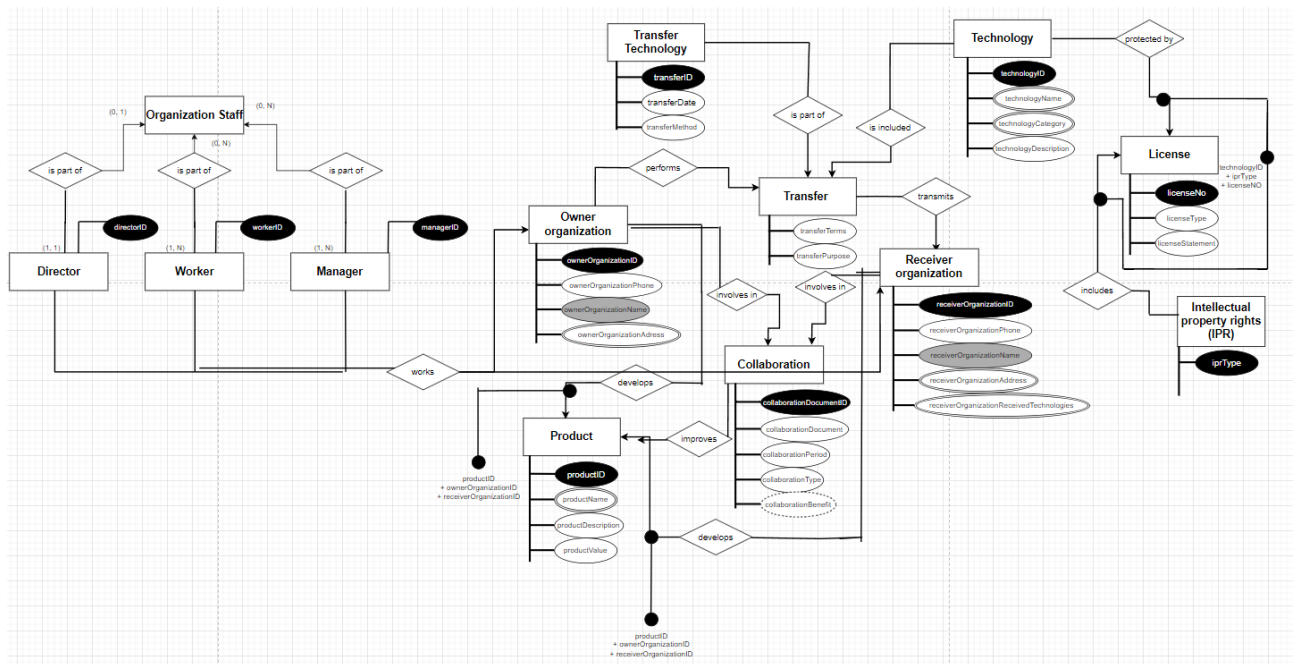 Transfer
Technology
transferID
transferDate
transferMethod
is part of
Technology
technologyID
technologyName
technologyCategory
technologyDescription
protected by
is included
License
licenseNo
licenseType
licenseStatement
technologyID
+ iprType
+ licenseNO
includes
Intellectual
property rights
(IPR)
iprType
Organization Staff
(0, 1)
(0, N)
(0, N)
is part of
is part of
is part of
directorID
workerID
managerID
(1, 1)
(1, N)
(1, N)
Director
Worker
Manager
works
performs
Owner
organization
ownerOrganizationID
ownerOrganizationPhone
ownerOrganizationName
ownerOrganizationAdress
Transfer
transferTerms
transferPurpose
transmits
Receiver
organization
receiverOrganizationID
receiverOrganizationPhone
receiverOrganizationName
receiverOrganizationAddress
receiverOrganizationReceivedTechnologies
involves in
involves in
Collaboration
collaborationDocumentID
collaborationDocument
collaborationPeriod
collaborationType
collaborationBenefit
develops
improves
Product
productID
productName
productDescription
productValue
productID
+ ownerOrganizationID
+ receiverOrganizationID
develops
productID
+ ownerOrganizationID
+ receiverOrganizationID